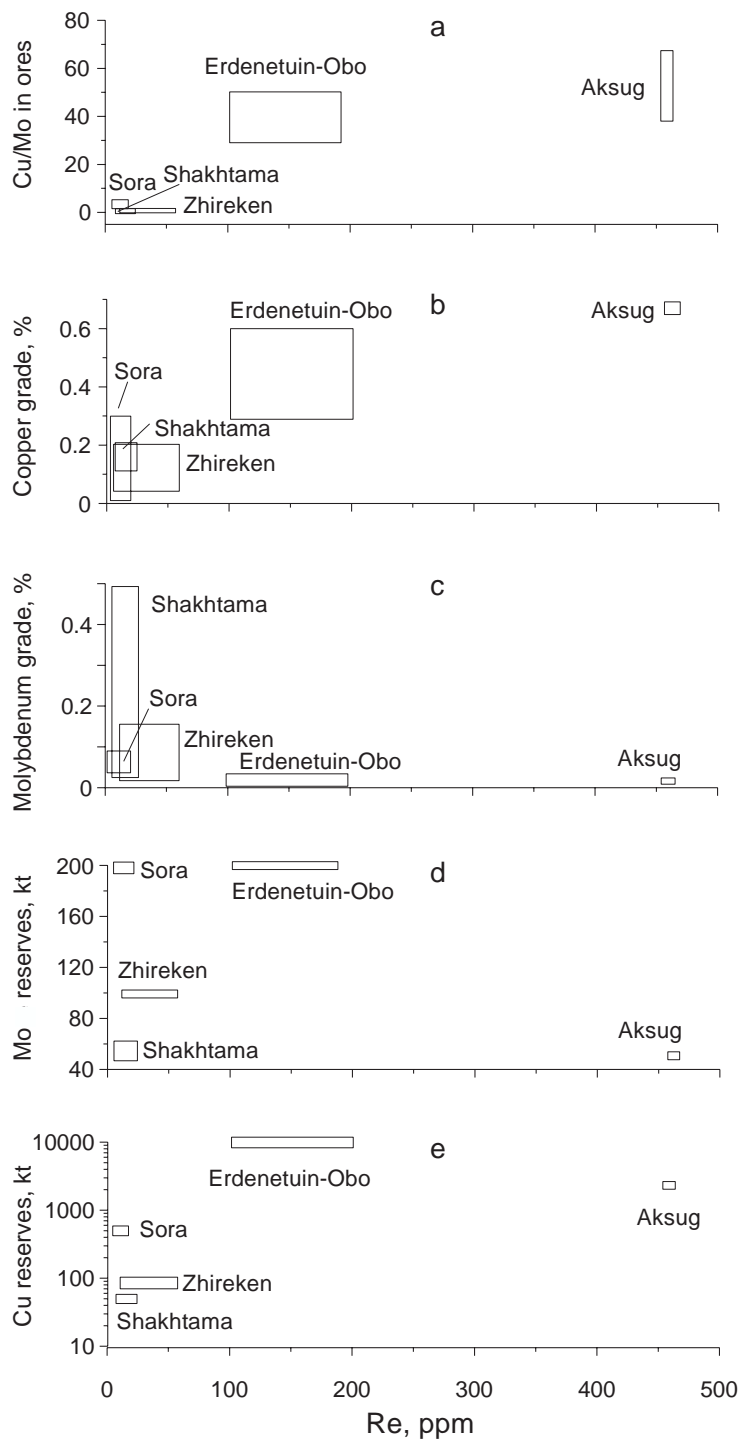 a
Cu/Mo in ores
80
60
40
20
0
Erdenetuin-Obo
Aksug
Shakhtama
Sora
Zhireken
b
Copper grade, %
0.6
0.4
0.2
0
Erdenetuin-Obo
Aksug
Sora
Shakhtama
Zhireken
c
Molybdenum grade, %
0.4
0.2
0
Shakhtama
Sora
Zhireken
Erdenetuin-Obo
Aksug
d
Mo reserves, kt
200
160
120
80
40
Sora
Erdenetuin-Obo
Zhireken
Shakhtama
Aksug
e
Cu reserves, kt
10000
1000
100
10
Erdenetuin-Obo
Sora
Aksug
Zhireken
Shakhtama
0 100 200 300 400 500
Re, ppm